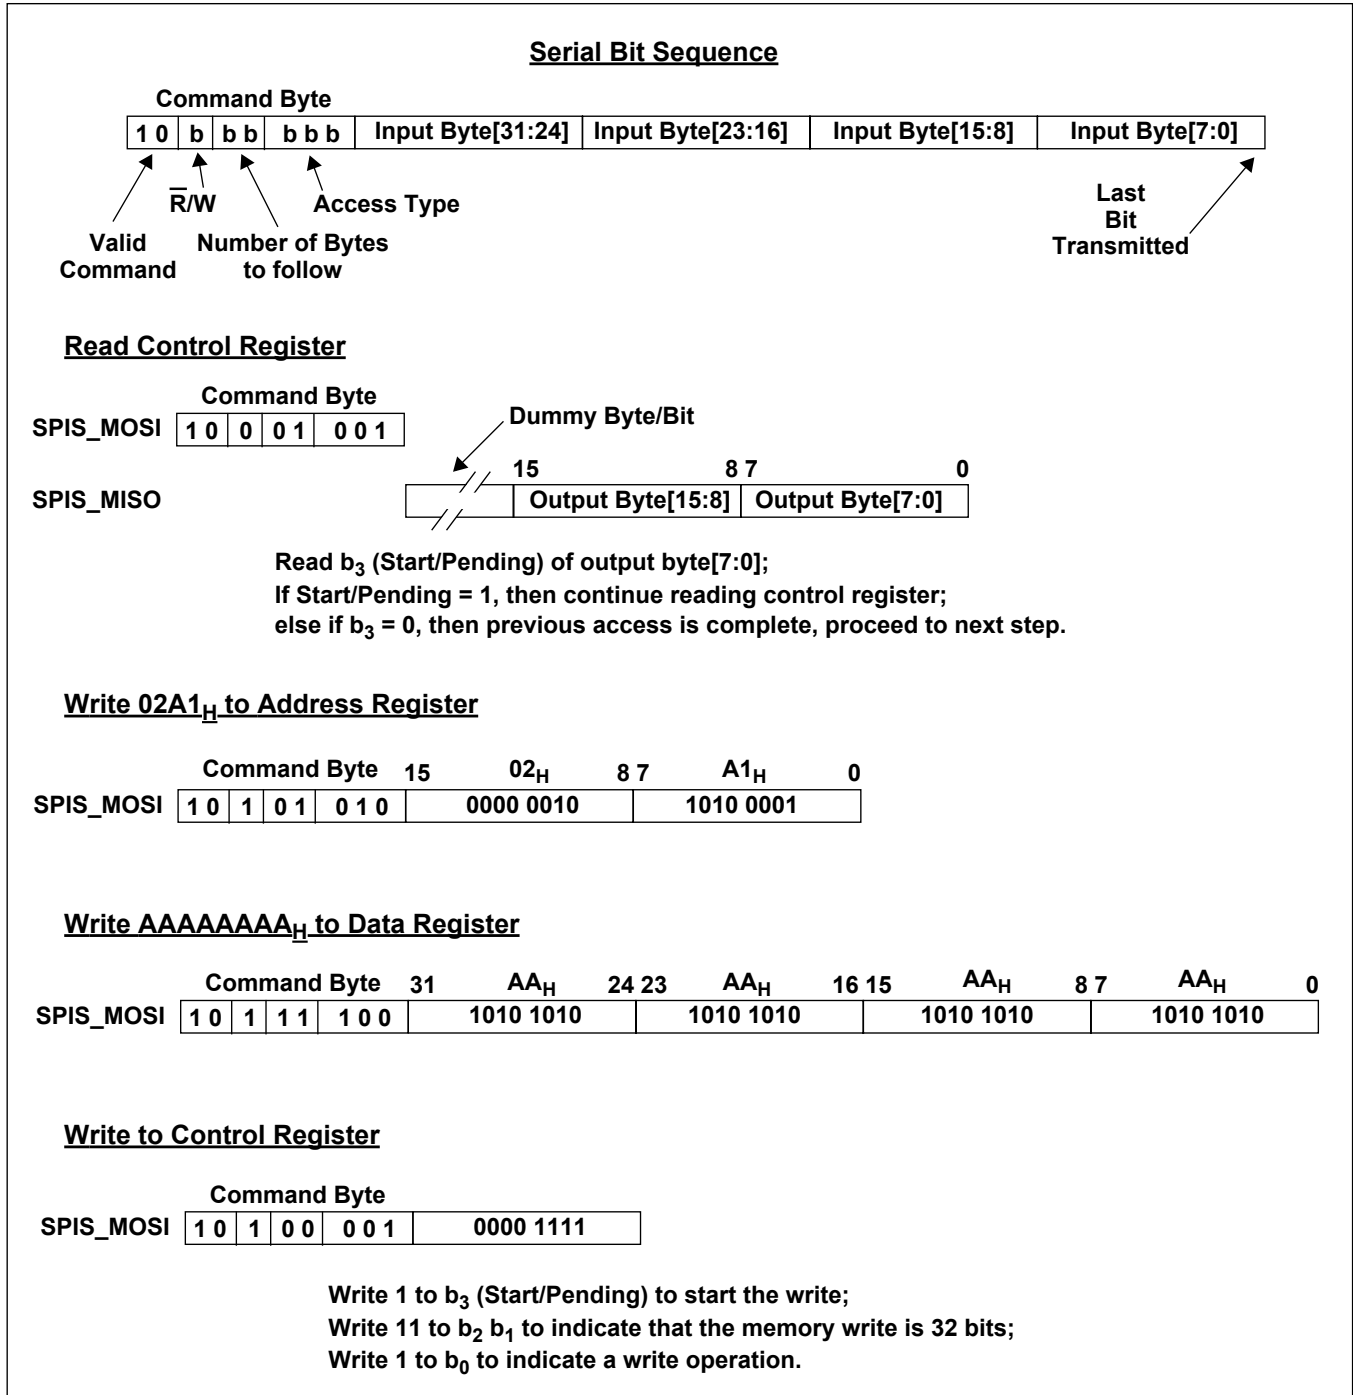 Serial Bit Sequence
Command Byte
1 0 b b b b b b Input Byte[31:24] Input Byte[23:16] Input Byte[15:8] Input Byte[7:0]
R̅/W Access Type
Valid Command
Number of Bytes to follow
Last
Bit
Transmitted
Read Control Register
Command Byte
SPIS_MOSI 1 0 0 0 1 0 0 1
Dummy Byte/Bit
15 8 7 0
SPIS_MISO Output Byte[15:8] Output Byte[7:0]
Read b3 (Start/Pending) of output byte[7:0];
If Start/Pending = 1, then continue reading control register;
else if b3 = 0, then previous access is complete, proceed to next step.
Write 02A1H to Address Register
Command Byte 15 02H 8 7 A1H 0
SPIS_MOSI 1 0 1 0 1 0 1 0 0000 0010 1010 0001
Write AAAAAAAAH to Data Register
Command Byte 31 AAH 24 23 AAH 16 15 AAH 8 7 AAH 0
SPIS_MOSI 1 0 1 1 1 1 0 0 1010 1010 1010 1010 1010 1010 1010 1010
Write to Control Register
Command Byte
SPIS_MOSI 1 0 1 0 0 0 0 1 0000 1111
Write 1 to b3 (Start/Pending) to start the write;
Write 11 to b2 b1 to indicate that the memory write is 32 bits;
Write 1 to b0 to indicate a write operation.